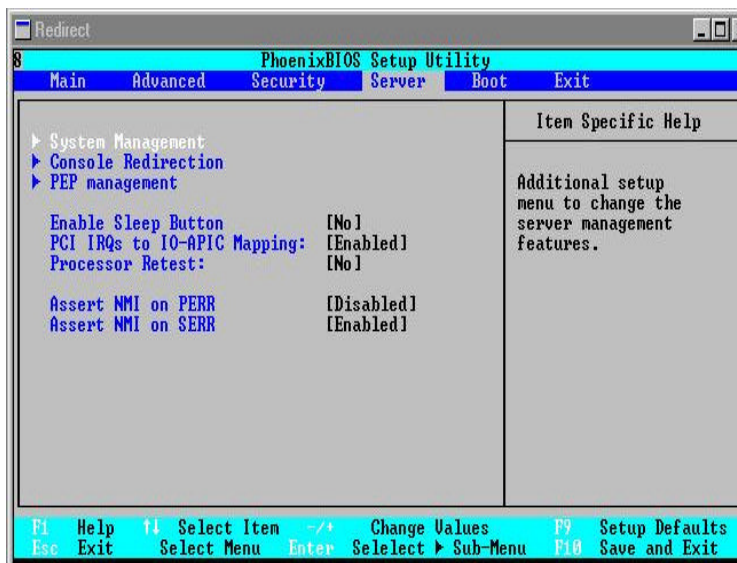 Redirect
8
PhoenixBIOS Setup Utility
Main Advanced Security Server Boot Exit
Item Specific Help
▶ System Management
▶ Console Redirection
▶ PEP management
Additional setup
menu to change the
server management
features.
Enable Sleep Button [No]
PCI IRQs to IO-APIC Mapping: [Enabled]
Processor Retest: [No]
Assert NMI on PERR [Disabled]
Assert NMI on SERR [Enabled]
F1 Help ↑↓ Select Item -/+ Change Values F9 Setup Defaults
Esc Exit Select Menu Enter Selelect ▶ Sub-Menu F10 Save and Exit